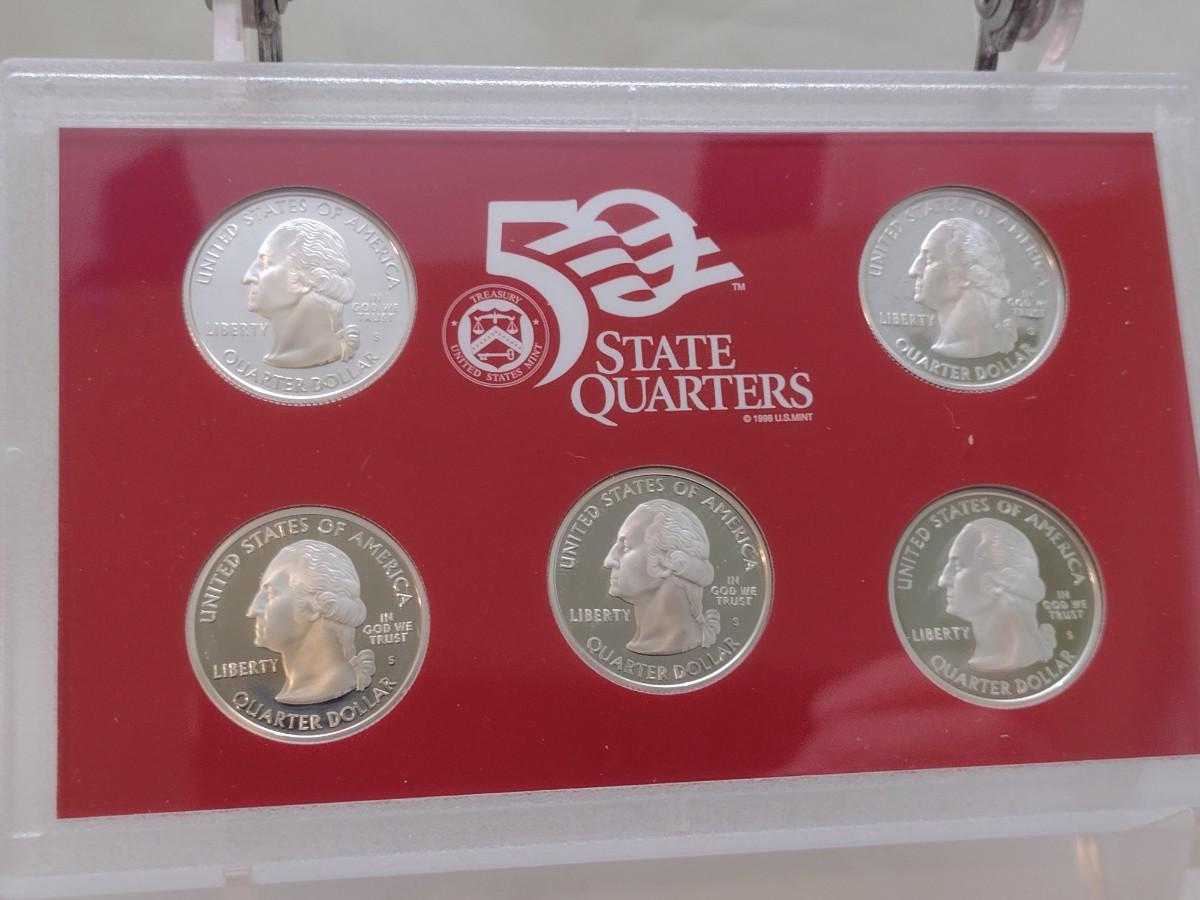 UNITED STATES OF AMERICA
IN
GOD WE
TRUST
LIBERTY
S
QUARTER DOLLAR
50
TM
TREASURY
UNITED STATES MINT
STATE
QUARTERS
© 1998 U.S. MINT
UNITED STATES OF AMERICA
IN
GOD WE
TRUST
LIBERTY
S
QUARTER DOLLAR
UNITED STATES OF AMERICA
IN
GOD WE
TRUST
LIBERTY
S
QUARTER DOLLAR
UNITED STATES OF AMERICA
IN
GOD WE
TRUST
LIBERTY
S
QUARTER DOLLAR
UNITED STATES OF AMERICA
IN
GOD WE
TRUST
LIBERTY
S
QUARTER DOLLAR